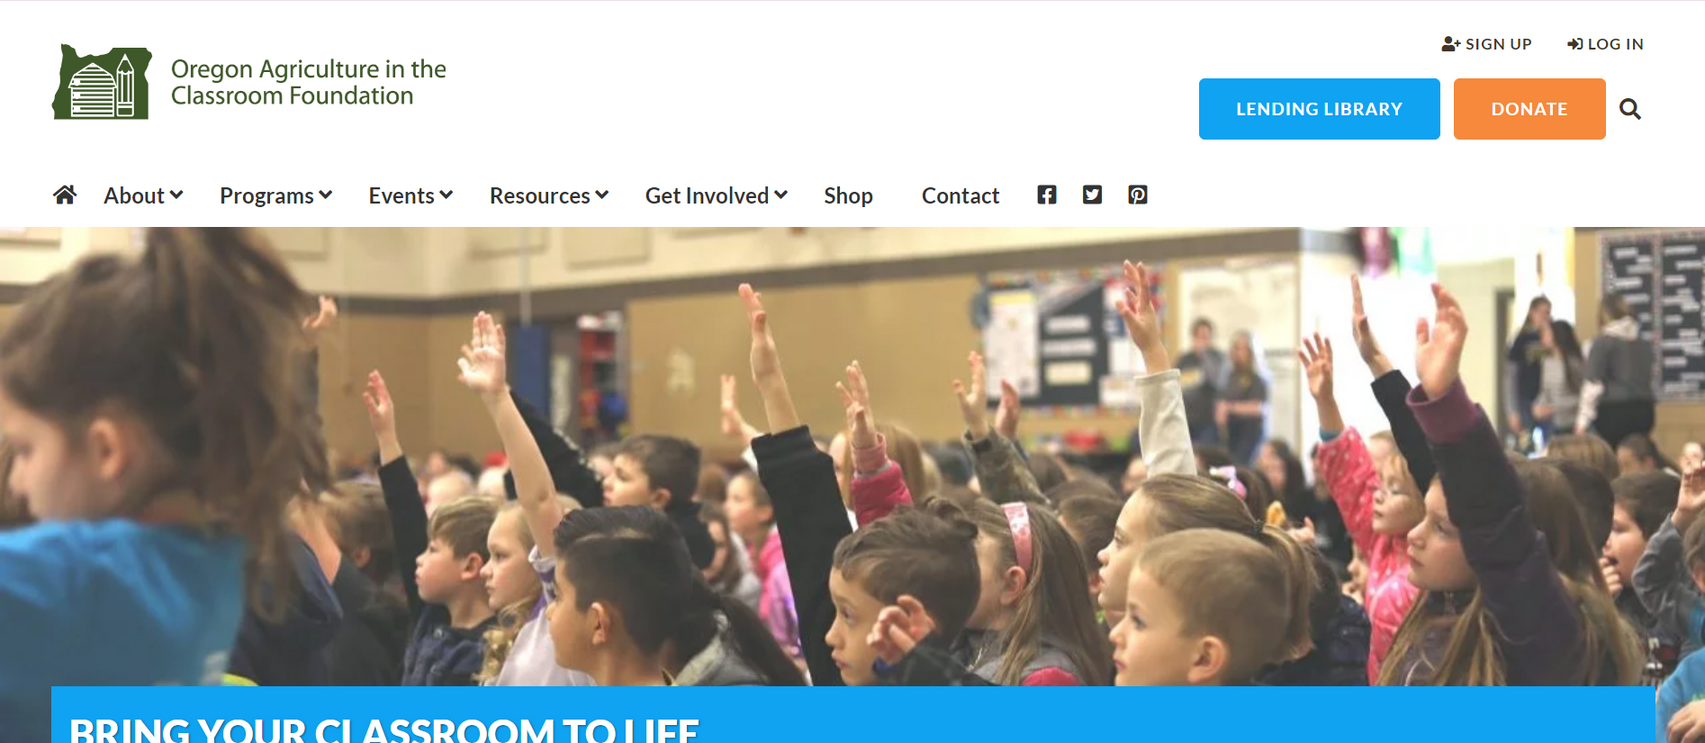 SIGN UP
LOG IN
Oregon Agriculture in the
Classroom Foundation
LENDING LIBRARY
DONATE
About
Programs
Events
Resources
Get Involved
Shop
Contact
BRING YOUR CLASSROOM TO LIFE